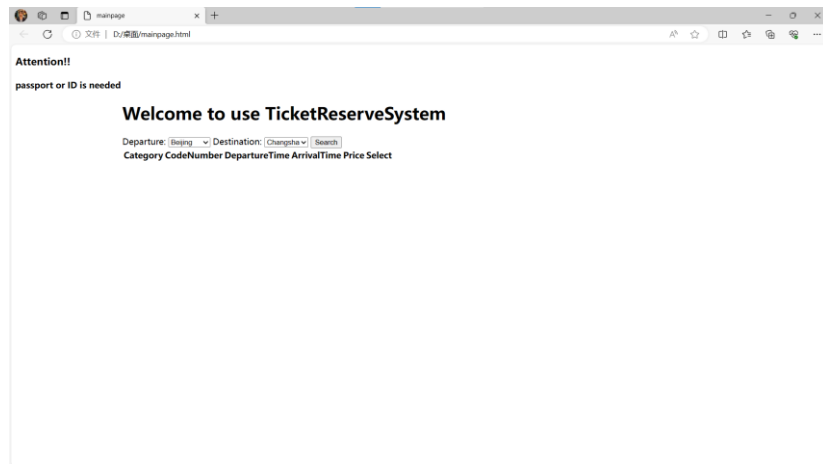 mainpage
文件 | D:/桌面/mainpage.html
Attention!!
passport or ID is needed
Welcome to use TicketReserveSystem
Departure: Beijing Destination: Changsha Search
Category CodeNumber DepartureTime ArrivalTime Price Select